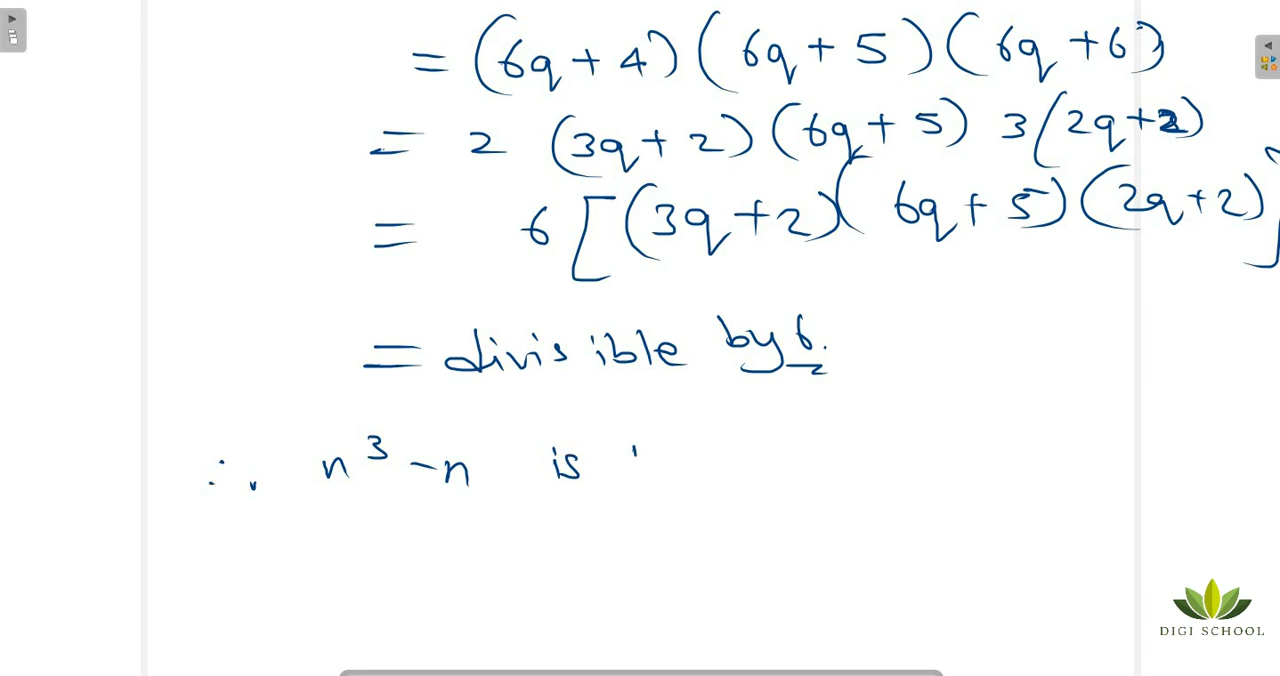 = (6q + 4) (6q + 5) (6q + 6)
= 2 (3q + 2) (6q + 5) 3 (2q + 2)
= 6 [(3q + 2) (6q + 5) (2q + 2)]
= divisible by 6.
∴ n³ - n is
DIGI SCHOOL